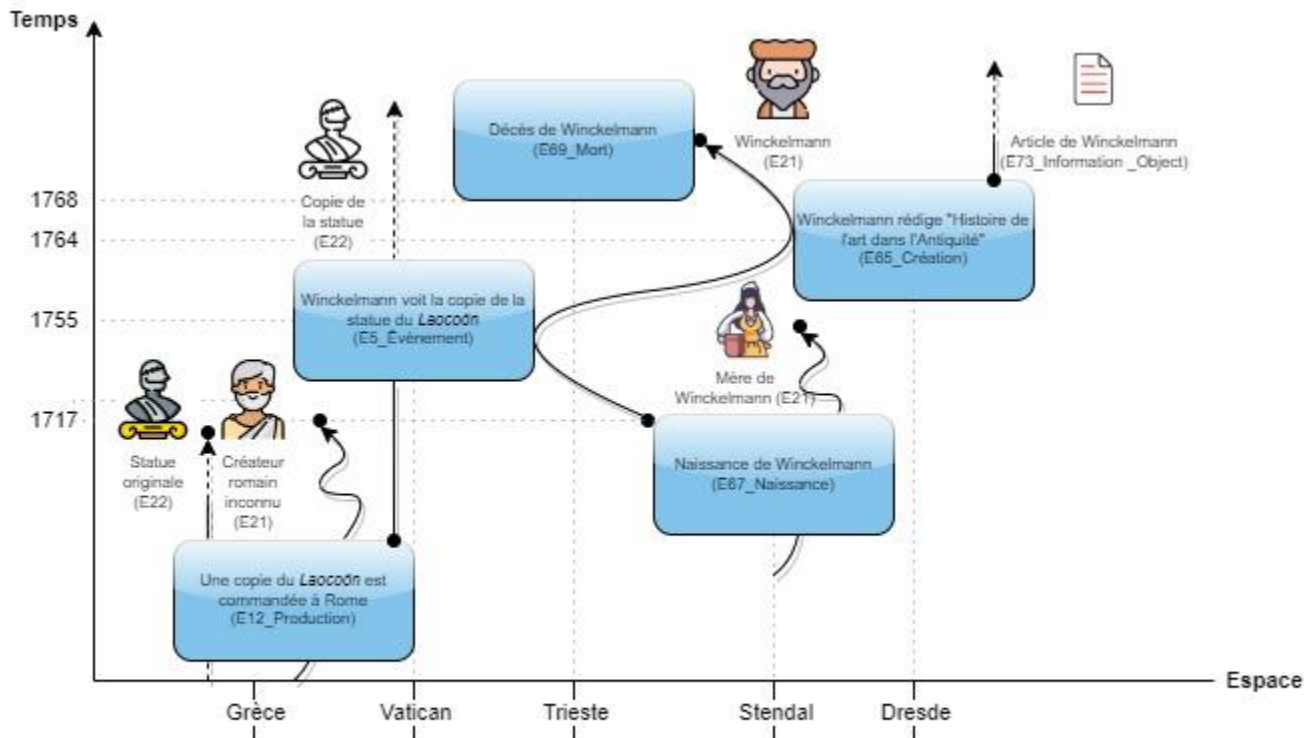 Temps
Décès de Winckelmann
(E69_Mort)
Winckelmann
(E21)
Article de Winckelmann
(E73_Information _Object)
1768
Copie de
la statue
(E22)
1764
Winckelmann rédige "Histoire de
l'art dans l'Antiquité"
(E65_Création)
1755
Winckelmann voit la copie de la
statue du Laocoön
(E5_Évènement)
Mère de
Winckelmann (E21)
1717
Statue
originale
(E22)
Créateur
romain
inconnu
(E21)
Naissance de Winckelmann
(E67_Naissance)
Une copie du Laocoön est
commandée à Rome
(E12_Production)
Espace
Grèce
Vatican
Trieste
Stendal
Dresde